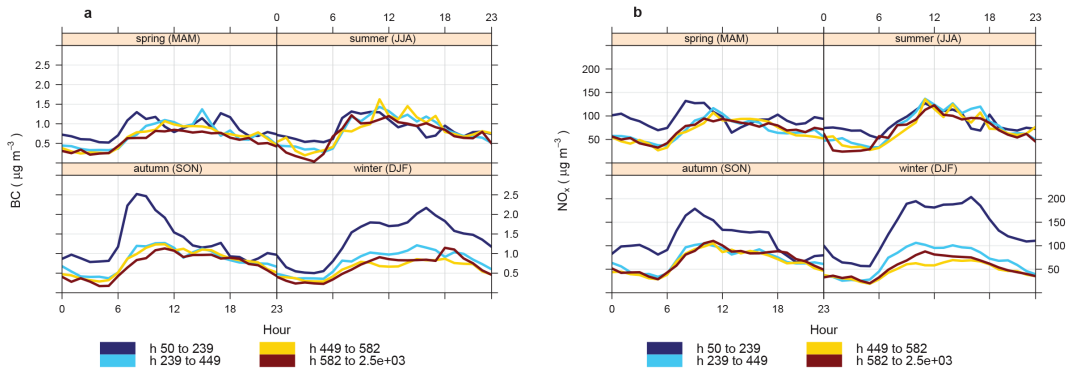 a
0 6 12 18 23
spring (MAM) summer (JJA)
2.5
2.0
1.5
1.0
0.5
autumn (SON) winter (DJF)
2.5
2.0
1.5
1.0
0.5
BC ( μg m⁻³ )
0 6 12 18 23
Hour
h 50 to 239
h 239 to 449
h 449 to 582
h 582 to 2.5e+03
b
0 6 12 18 23
spring (MAM) summer (JJA)
200
150
100
50
autumn (SON) winter (DJF)
200
150
100
50
NOₓ ( μg m⁻³ )
0 6 12 18 23
Hour
h 50 to 239
h 239 to 449
h 449 to 582
h 582 to 2.5e+03